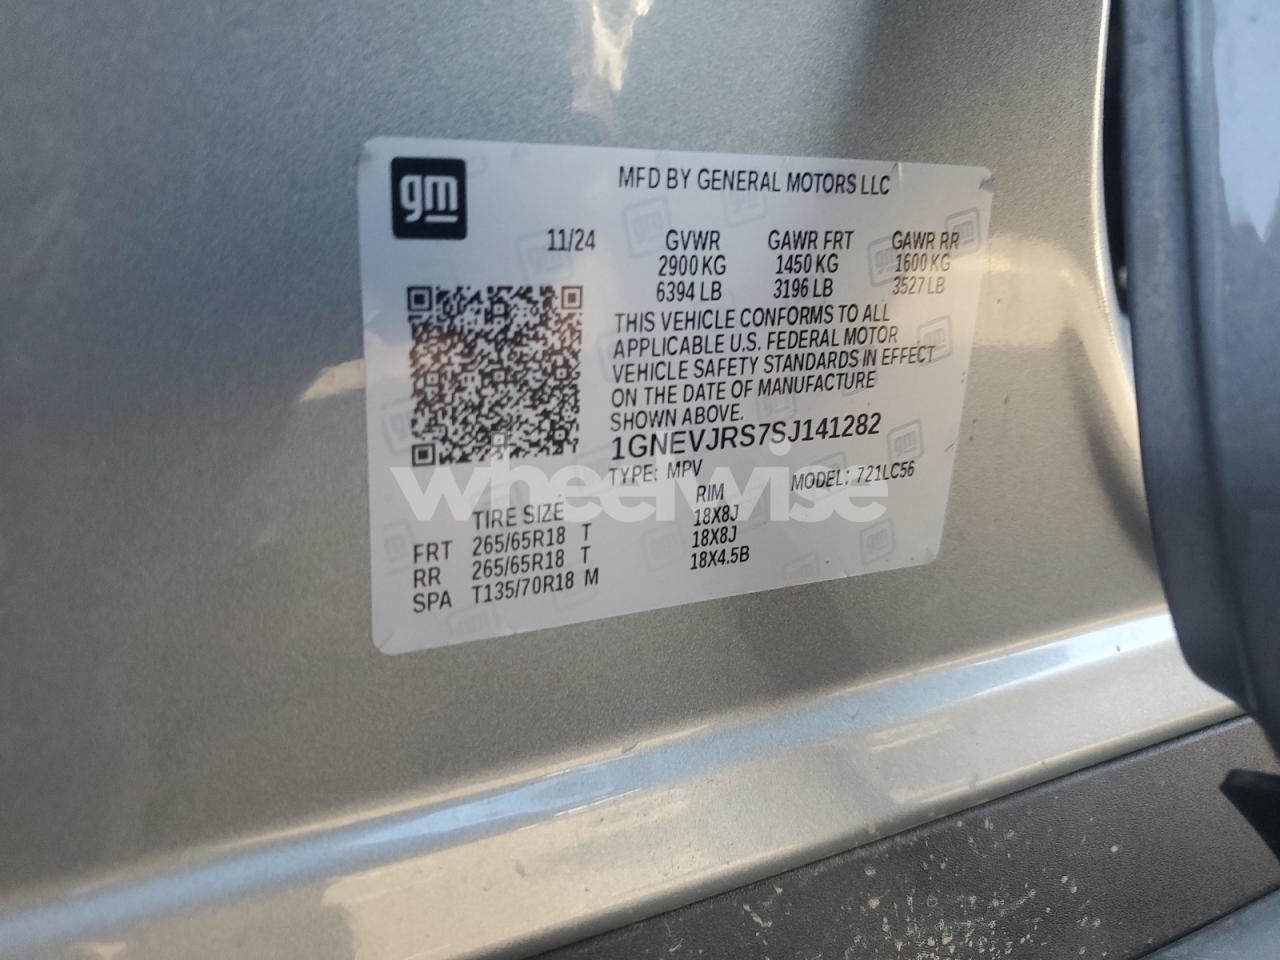 gm
MFD BY GENERAL MOTORS LLC
11/24 GVWR GAWR FRT GAWR RR
2900 KG 1450 KG 1600 KG
6394 LB 3196 LB 3527 LB
THIS VEHICLE CONFORMS TO ALL
APPLICABLE U.S. FEDERAL MOTOR
VEHICLE SAFETY STANDARDS IN EFFECT
ON THE DATE OF MANUFACTURE
SHOWN ABOVE.
1GNEVJRS7SJ141282
TYPE: MPV MODEL: 721LC56
wheelwise
TIRE SIZE RIM
FRT 265/65R18 T 18X8J
RR 265/65R18 T 18X8J
SPA T135/70R18 M 18X4.5B